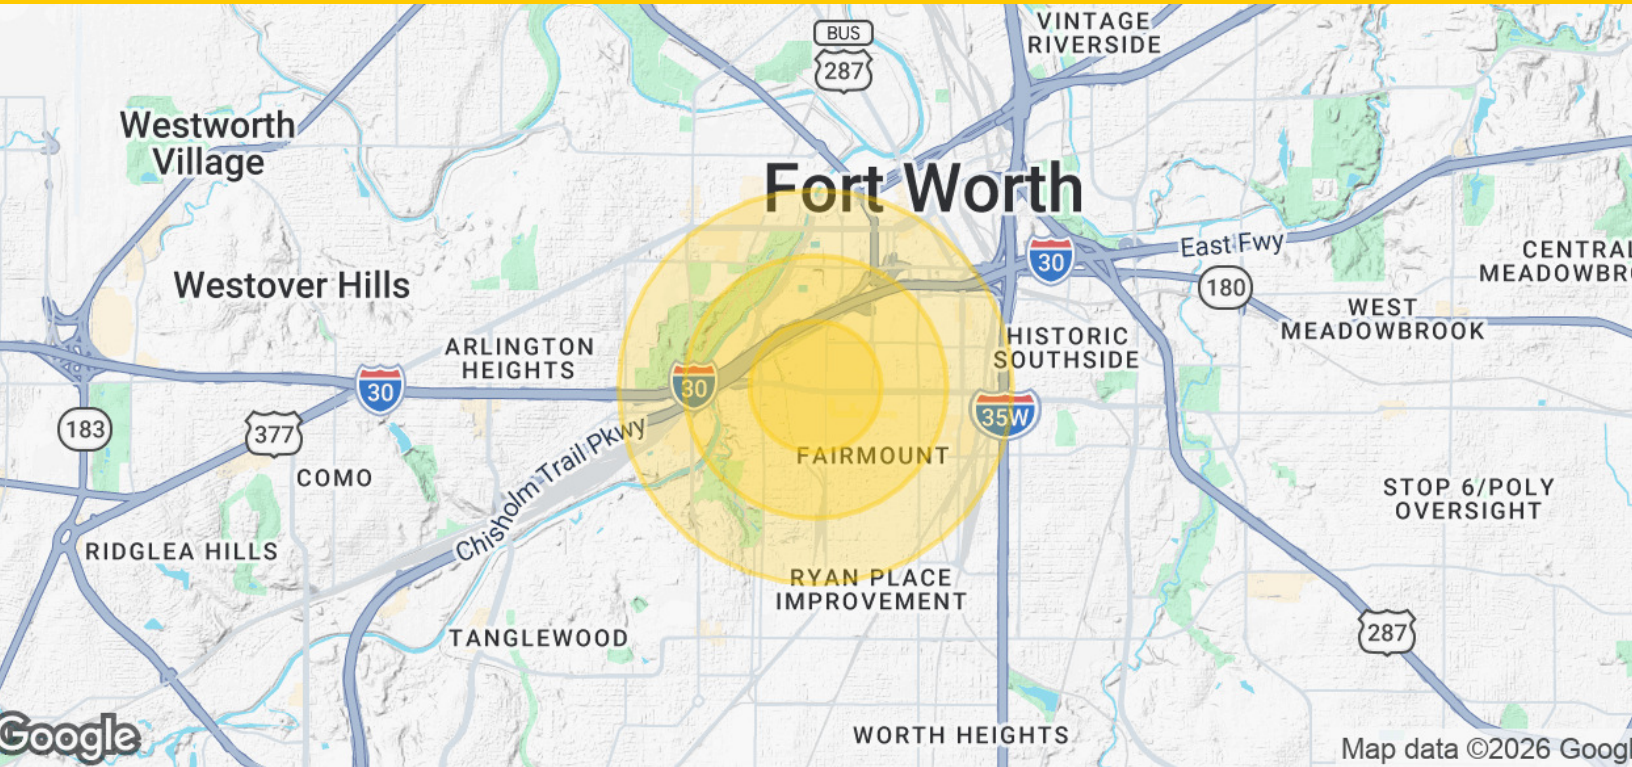 VINTAGE
RIVERSIDE
BUS
287
Westworth
Village
Fort Worth
East Fwy
30
CENTRAL
MEADOWBRO
180
Westover Hills
WEST
MEADOWBROOK
HISTORIC
SOUTHSIDE
ARLINGTON
HEIGHTS
30
30
35W
183
377
Chisholm Trail Pkwy
FAIRMOUNT
COMO
STOP 6/POLY
OVERSIGHT
RIDGLEA HILLS
RYAN PLACE
IMPROVEMENT
TANGLEWOOD
287
WORTH HEIGHTS
Google
Map data ©2026 Googl